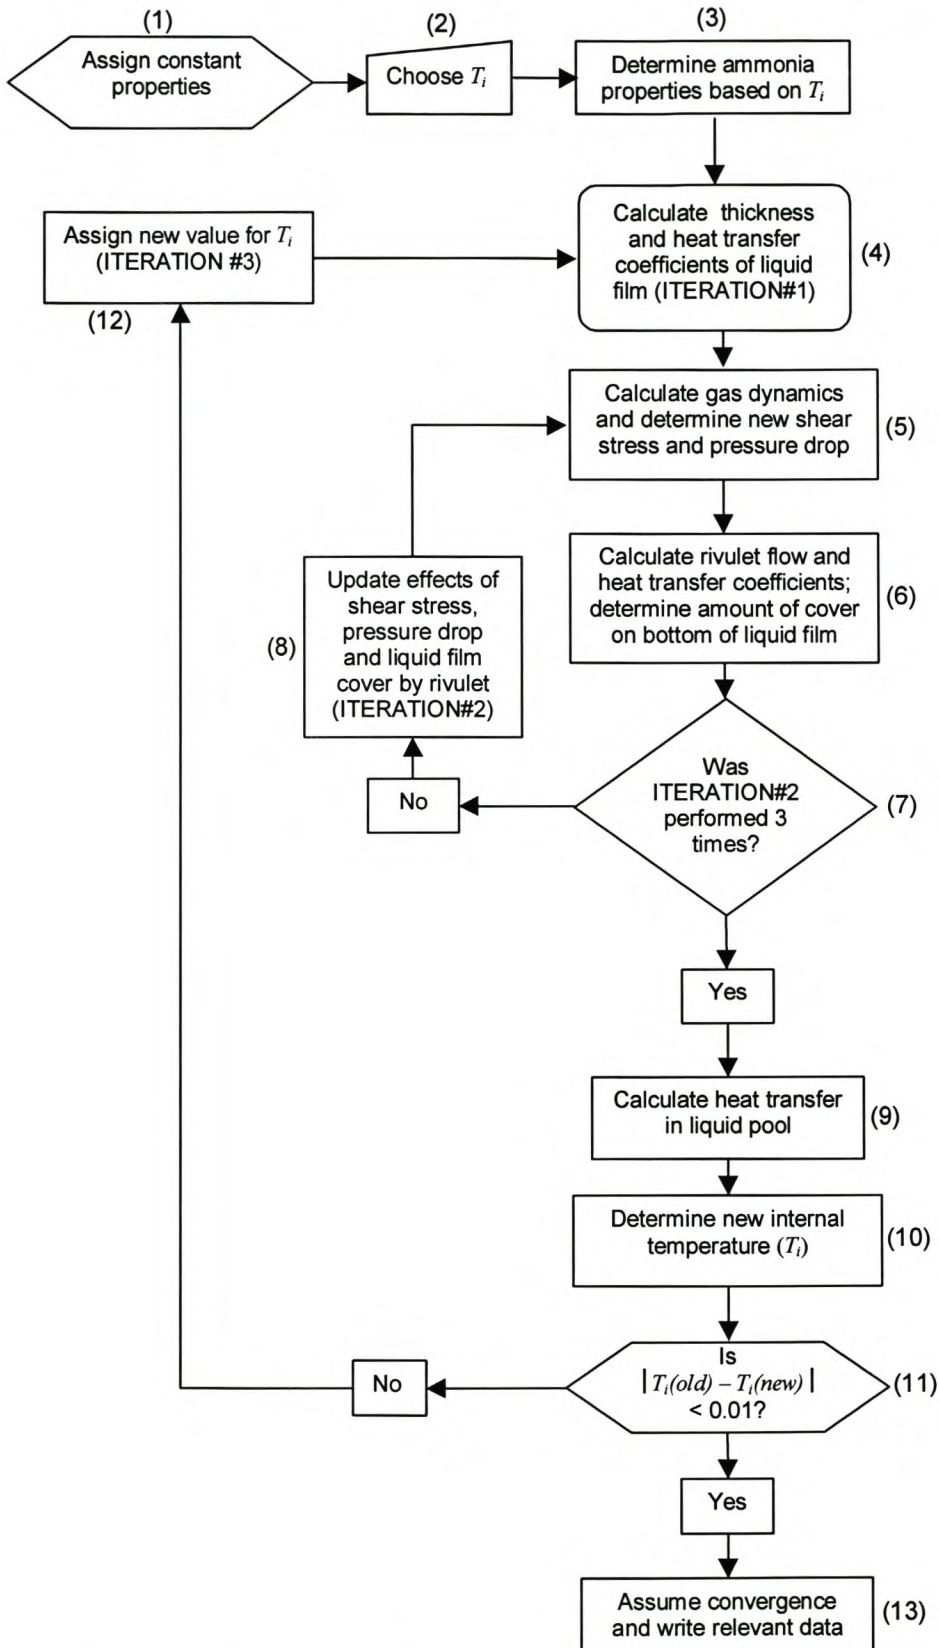 (1)
Assign constant
properties
(2)
Choose Ti
(3)
Determine ammonia
properties based on Ti
Assign new value for Ti
(ITERATION #3)
(12)
Calculate thickness
and heat transfer
coefficients of liquid
film (ITERATION#1)
(4)
Calculate gas dynamics
and determine new shear
stress and pressure drop
(5)
Calculate rivulet flow and
heat transfer coefficients;
determine amount of cover
on bottom of liquid film
(6)
Update effects of
shear stress,
pressure drop
and liquid film
cover by rivulet
(ITERATION#2)
(8)
Was
ITERATION#2
performed 3
times?
(7)
No
Yes
Calculate heat transfer
in liquid pool
(9)
Determine new internal
temperature (Ti)
(10)
Is
|Ti(old) – Ti(new)|
< 0.01?
(11)
No
Yes
Assume convergence
and write relevant data
(13)